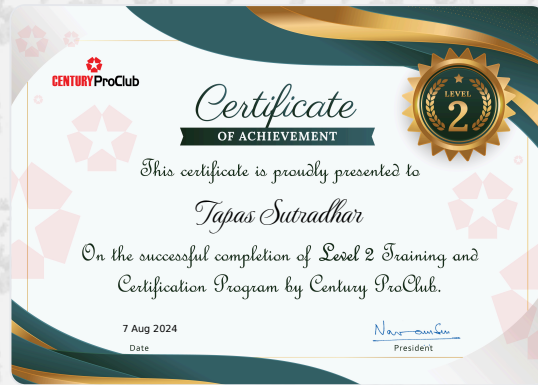 CENTURY ProClub
LEVEL
2
Certificate
OF ACHIEVEMENT
This certificate is proudly presented to
Tapas Sutradhar
On the successful completion of Level 2 Training and
Certification Program by Century ProClub.
7 Aug 2024
Date
President